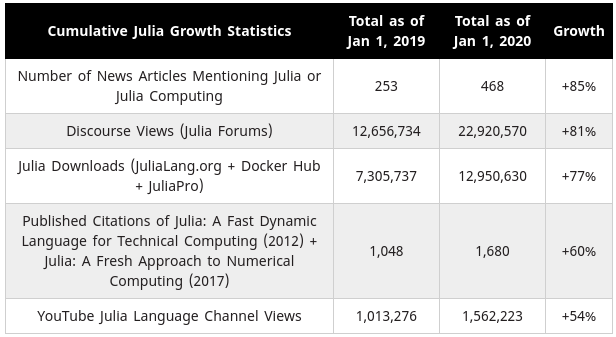 Cumulative Julia Growth Statistics
Total as of
Jan 1, 2019
Total as of
Jan 1, 2020
Growth
Number of News Articles Mentioning Julia or
Julia Computing
253
468
+85%
Discourse Views (Julia Forums)
12,656,734
22,920,570
+81%
Julia Downloads (JuliaLang.org + Docker Hub
+ JuliaPro)
7,305,737
12,950,630
+77%
Published Citations of Julia: A Fast Dynamic
Language for Technical Computing (2012) +
Julia: A Fresh Approach to Numerical
Computing (2017)
1,048
1,680
+60%
YouTube Julia Language Channel Views
1,013,276
1,562,223
+54%